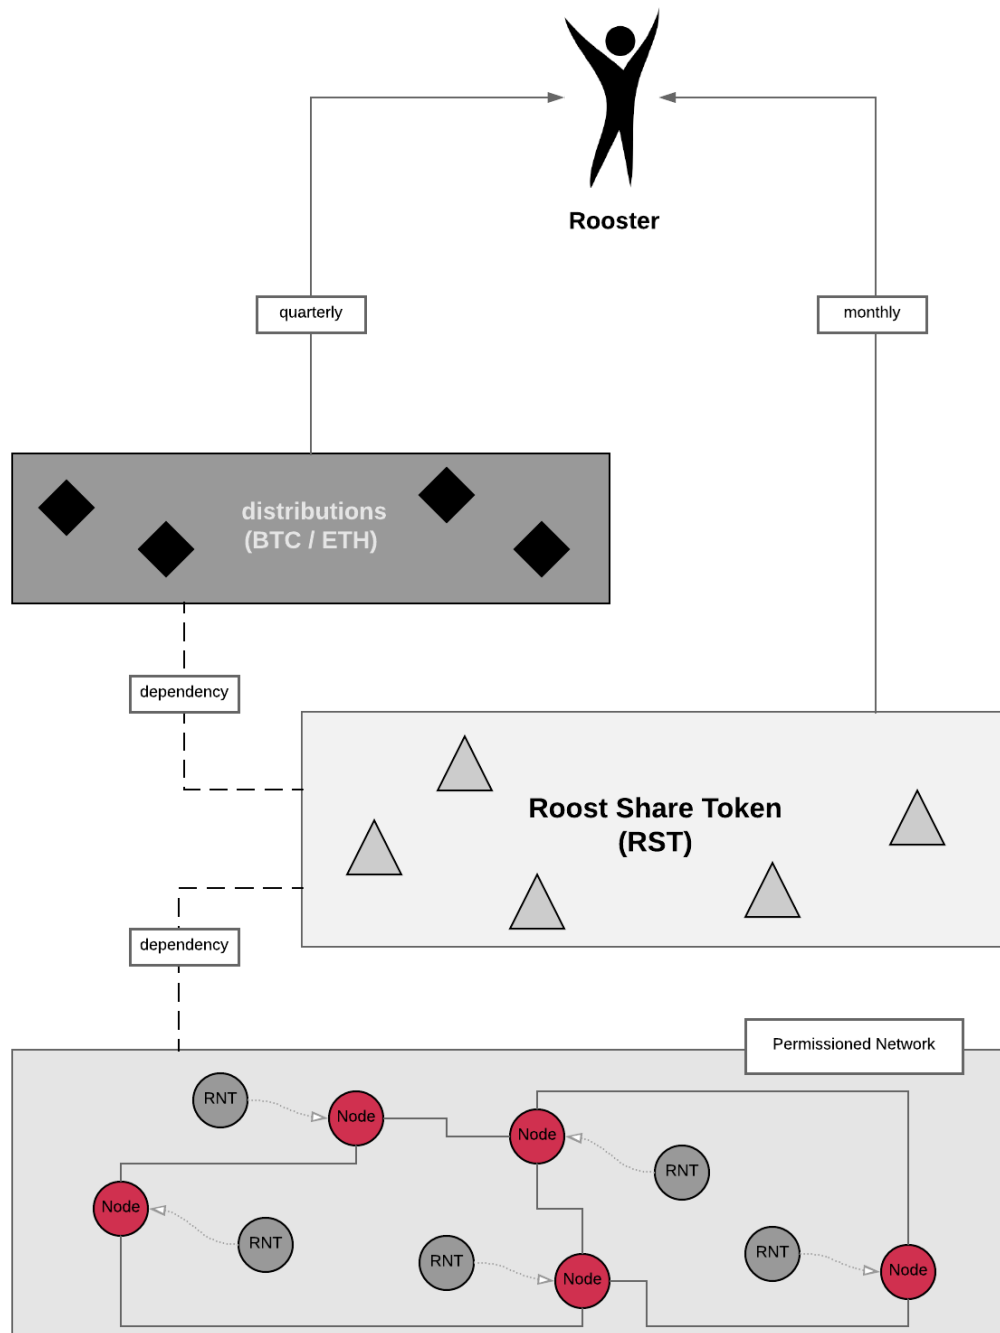 Rooster
quarterly
monthly
distributions
(BTC / ETH)
dependency
Roost Share Token
(RST)
dependency
Permissioned Network
RNT
Node
Node
RNT
Node
RNT
RNT
Node
RNT
Node